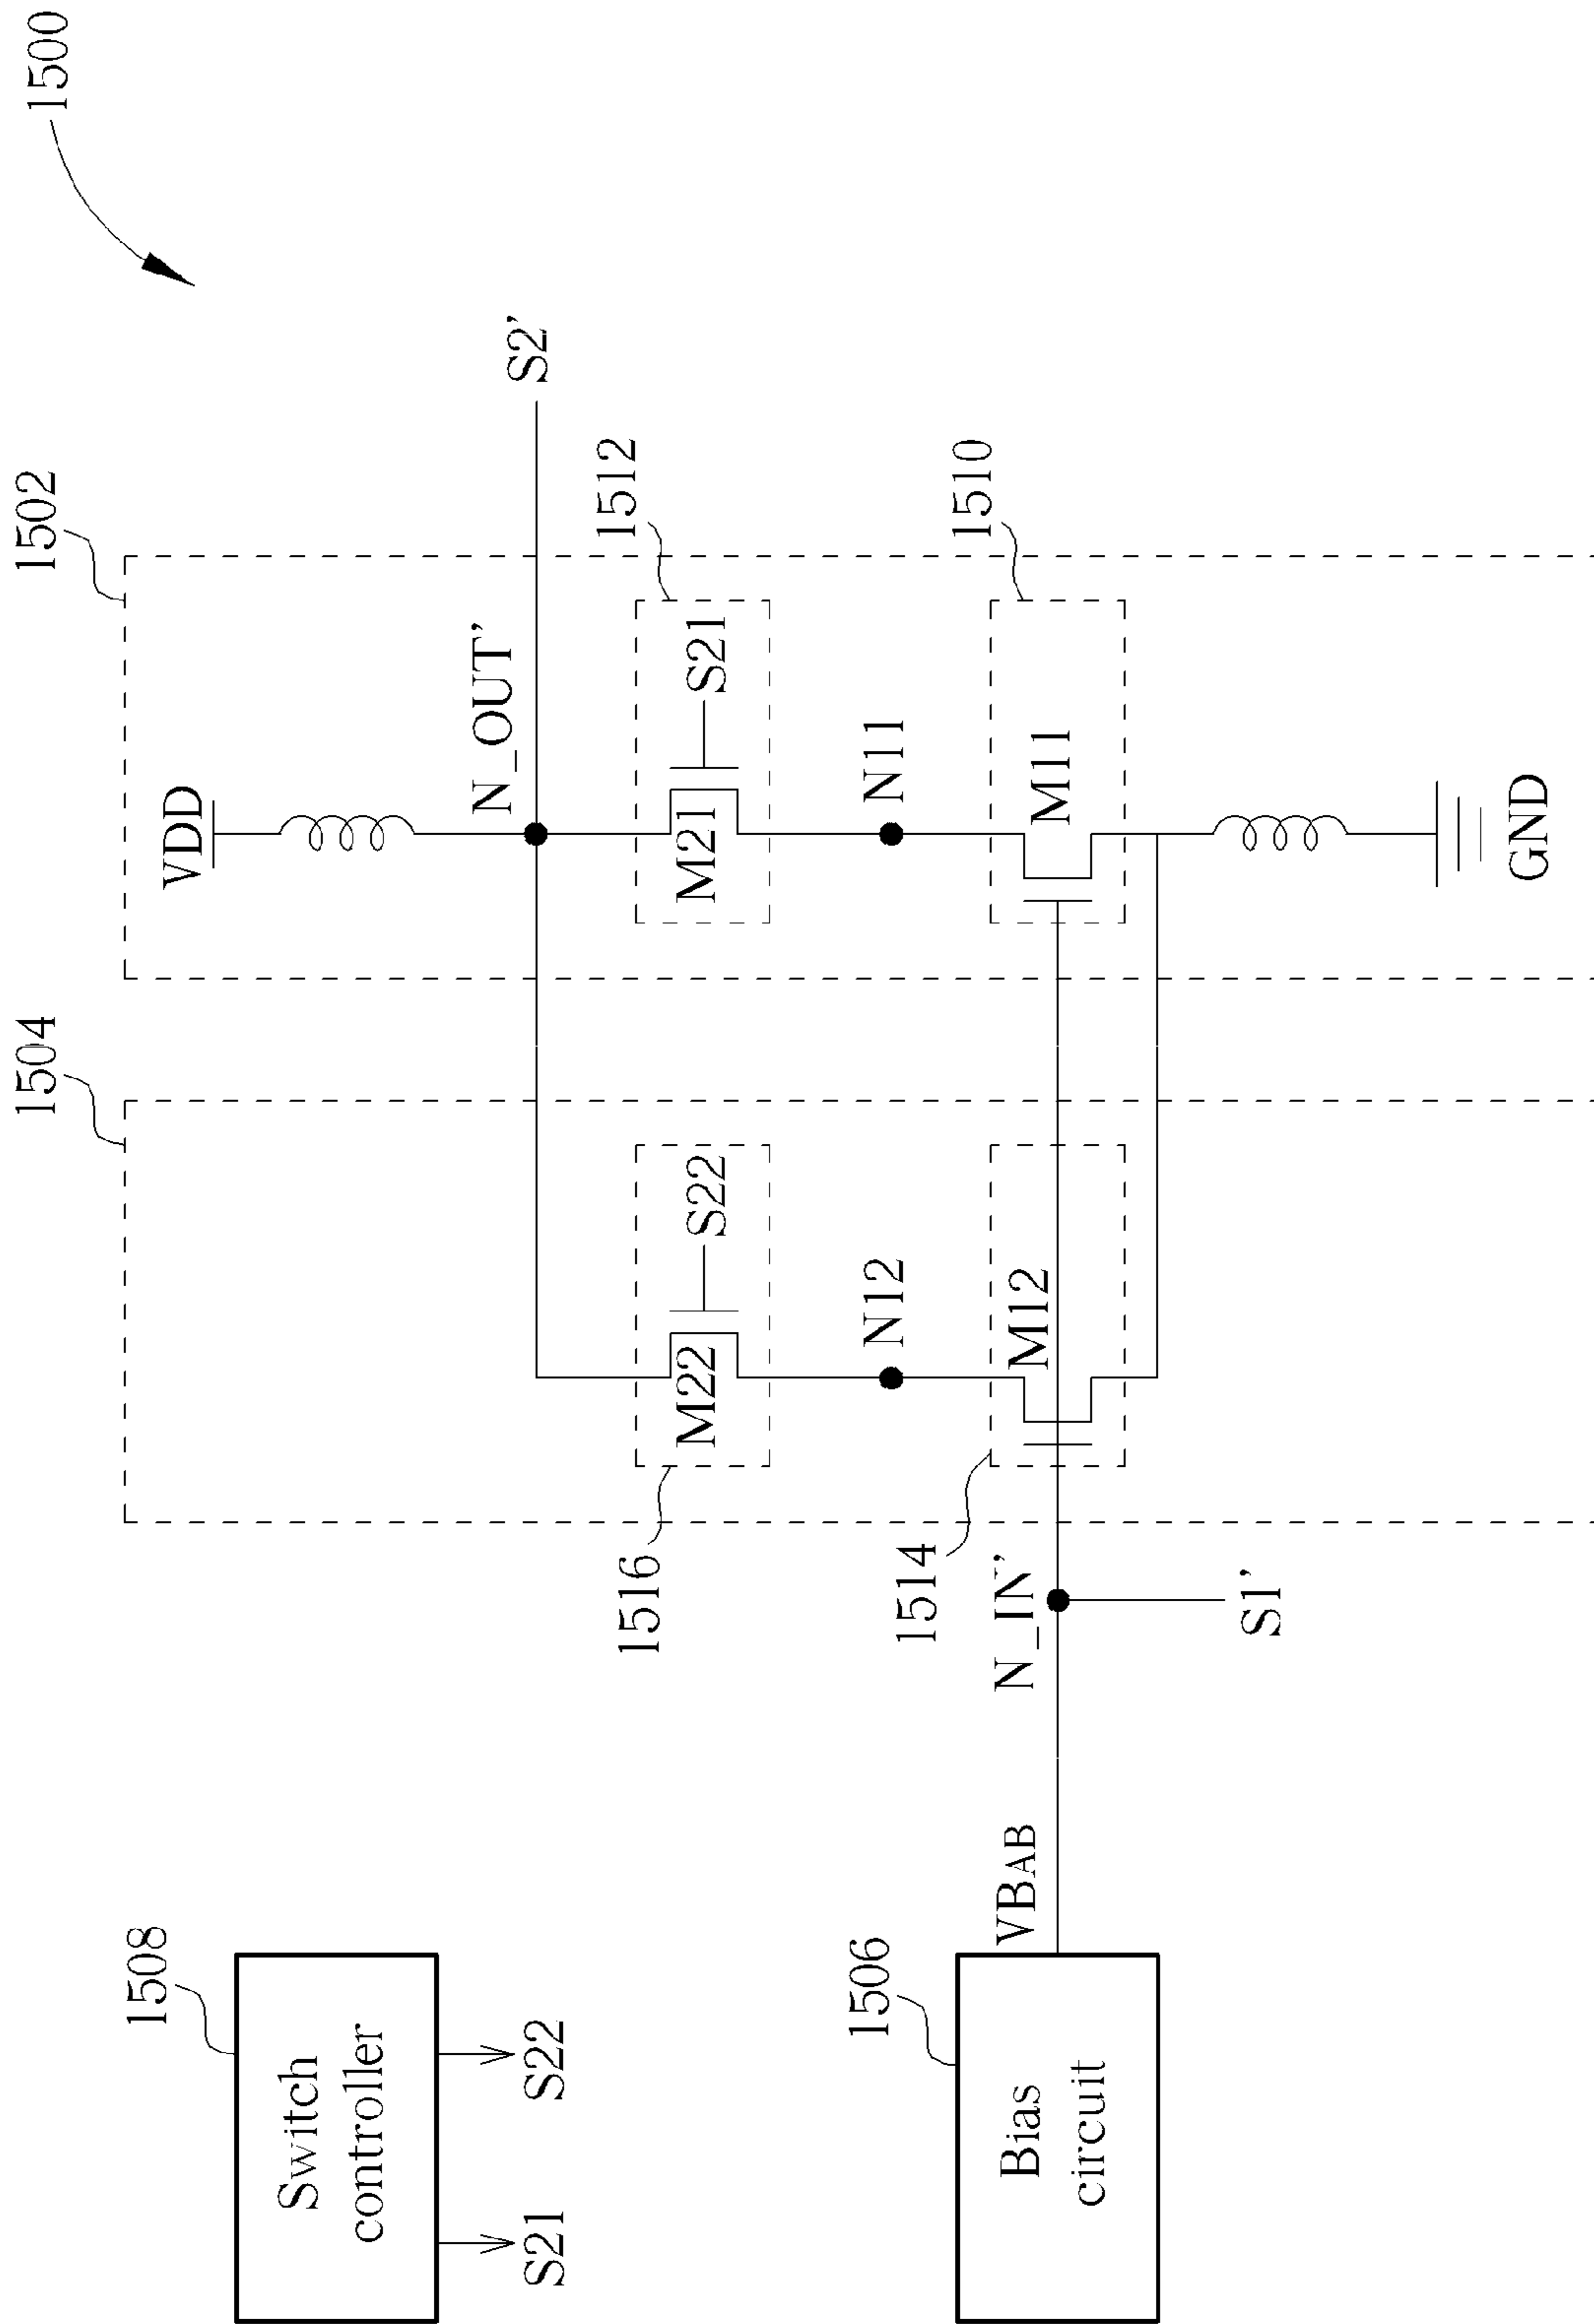 1500
1502
1504
VDD
N_OUT'
S2'
1512
S21
M21
1516
S22
M22
N11
N12
1510
M11
1514
M12
N_IN'
S1'
GND
1508
Switch
controller
S21
S22
1506
Bias
circuit
VBAB